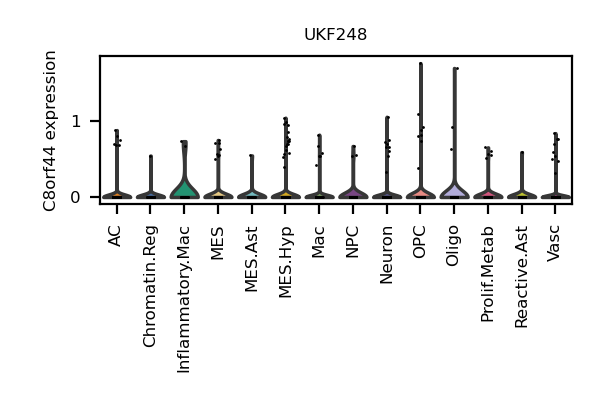 UKF248
C8orf44 expression
1
0
AC
Chromatin.Reg
Inflammatory.Mac
MES
MES.Ast
MES.Hyp
Mac
NPC
Neuron
OPC
Oligo
Prolif.Metab
Reactive.Ast
Vasc